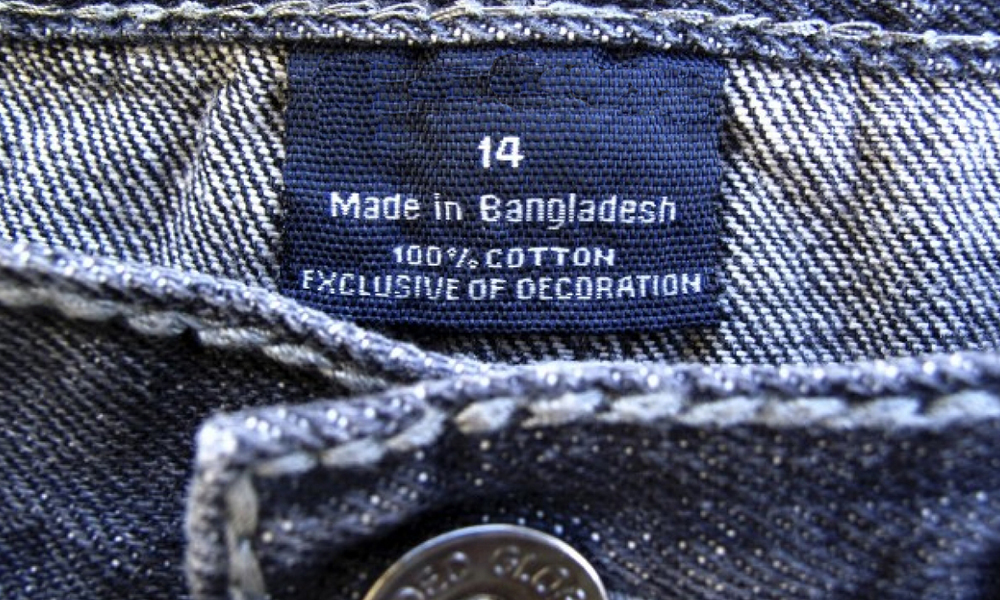 14
Made in Bangladesh
100% COTTON
EXCLUSIVE OF DECORATION